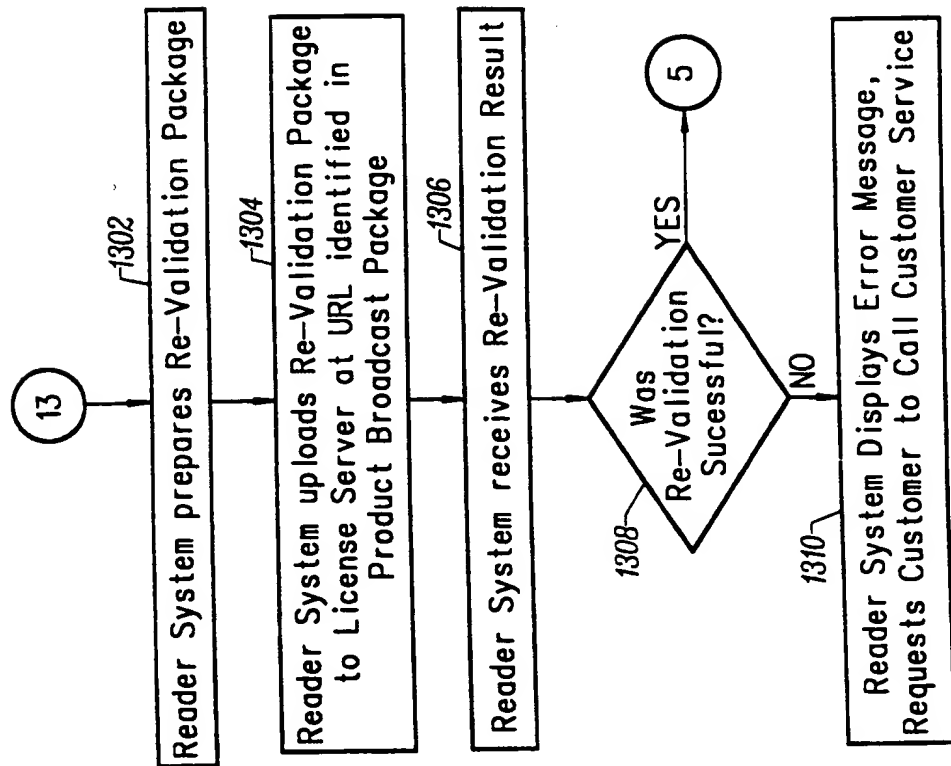 13
1302
Reader System prepares Re-Validation Package
1304
Reader System uploads Re-Validation Package
to License Server at URL identified in
Product Broadcast Package
1306
Reader System receives Re-Validation Result
1308
Was
Re-Validation
Sucessful?
YES
5
NO
1310
Reader System Displays Error Message,
Requests Customer to Call Customer Service